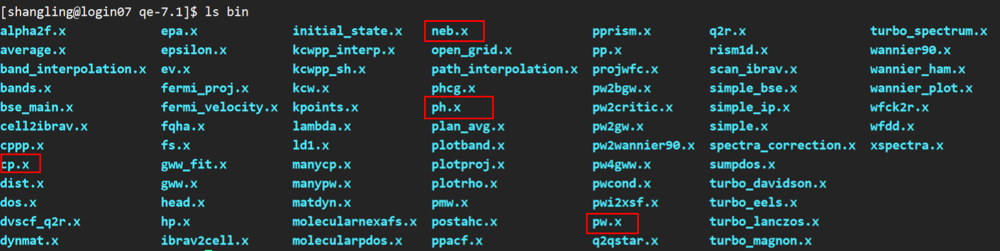 [shangling@login07 qe-7.1]$ ls bin
alpha2f.x epa.x initial_state.x neb.x pprism.x q2r.x turbo_spectrum.x
average.x epsilon.x kcwpp_interp.x open_grid.x pp.x rism1d.x wannier90.x
band_interpolation.x ev.x kcwpp_sh.x path_interpolation.x projwfc.x scan_ibrav.x wannier_ham.x
bands.x fermi_proj.x kcw.x phcg.x pw2bgw.x simple_bse.x wannier_plot.x
bse_main.x fermi_velocity.x kpoints.x ph.x pw2critic.x simple_ip.x wfck2r.x
cell2ibrav.x fqha.x lambda.x plan_avg.x pw2gw.x simple.x wfdd.x
cppp.x fs.x ld1.x plotband.x pw2wannier90.x spectra_correction.x xspectra.x
cp.x gww_fit.x manycp.x plotproj.x pw4gww.x sumpdos.x
dist.x gww.x manypw.x plotrho.x pwcond.x turbo_davidson.x
dos.x head.x matdyn.x pmw.x pwi2xsf.x turbo_eels.x
dvscf_q2r.x hp.x molecularnexafs.x postahc.x pw.x turbo_lanczos.x
dynmat.x ibrav2cell.x molecularpdos.x ppacf.x q2qstar.x turbo_magnon.x